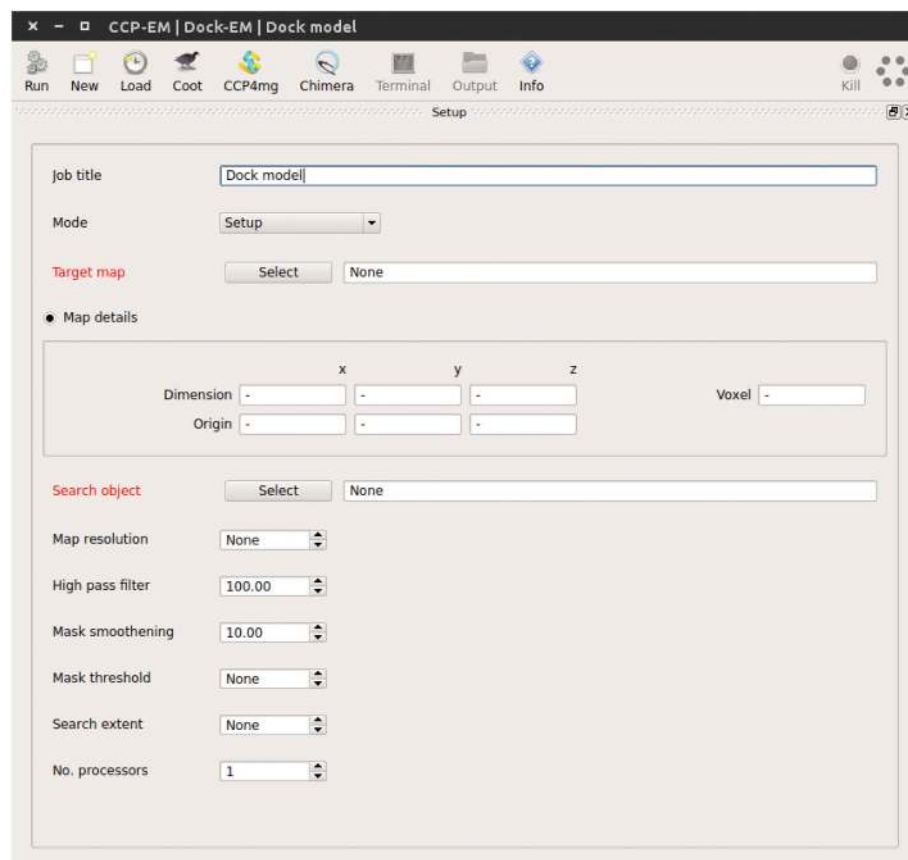 CCP-EM | Dock-EM | Dock model
Run New Load Coot CCP4mg Chimera Terminal Output Info Kill
Setup
Job title Dock model
Mode Setup
Target map Select None
Map details
x y z
Dimension - - - Voxel -
Origin - - -
Search object Select None
Map resolution None
High pass filter 100.00
Mask smoothening 10.00
Mask threshold None
Search extent None
No. processors 1